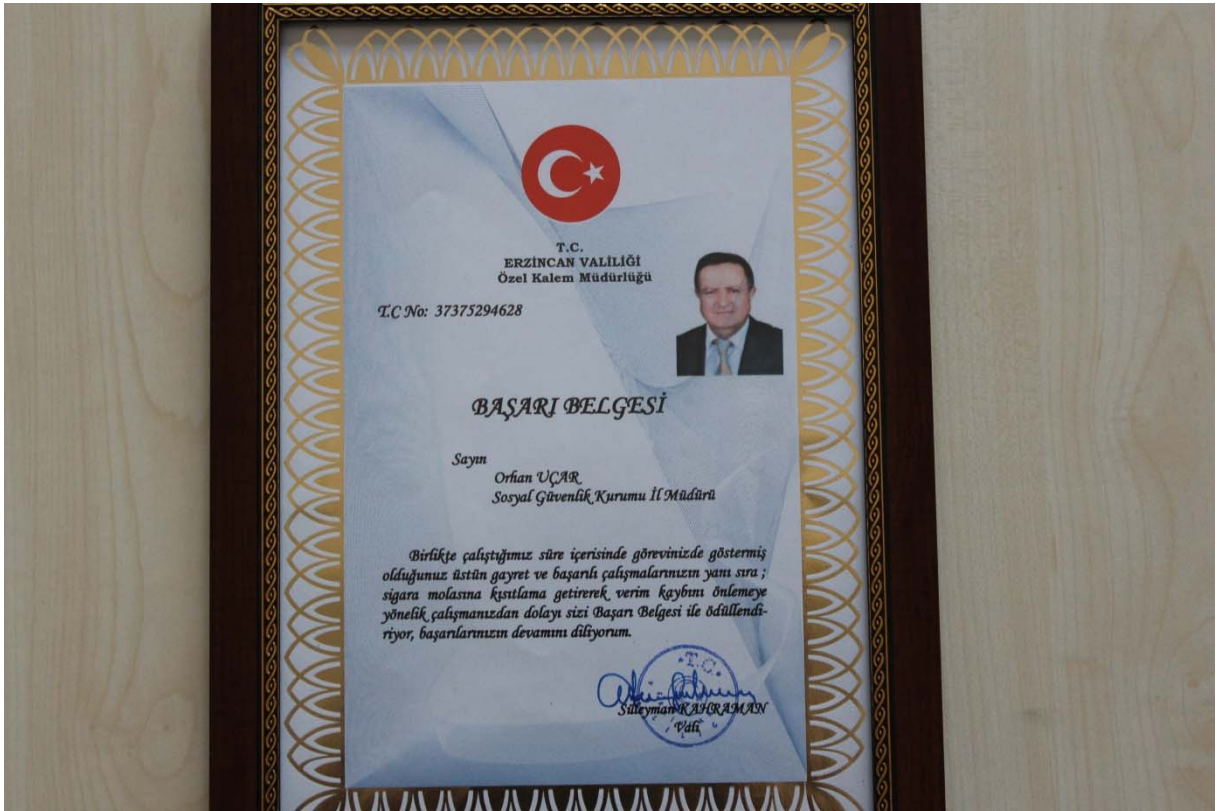 T.C.
ERZİNCAN VALİLİĞİ
Özel Kalem Müdürlüğü
T.C No: 37375294628
BAŞARI BELGESİ
Sayın
Orhan UÇAR
Sosyal Güvenlik Kurumu İl Müdürü
Birlikte çalıştığımız süre içerisinde görevinizde göstermiş
olduğunuz üstün gayret ve başarılı çalışmalarınızın yanı sıra ;
sigara molasına kısıtlama getirerek verim kaybını önlemeye
yönelik çalışmanızdan dolayı sizi Başarı Belgesi ile ödüllendi-
riyor, başarılarınızın devamını diliyorum.
T.C.
Süleyman KAHRAMAN
Vali